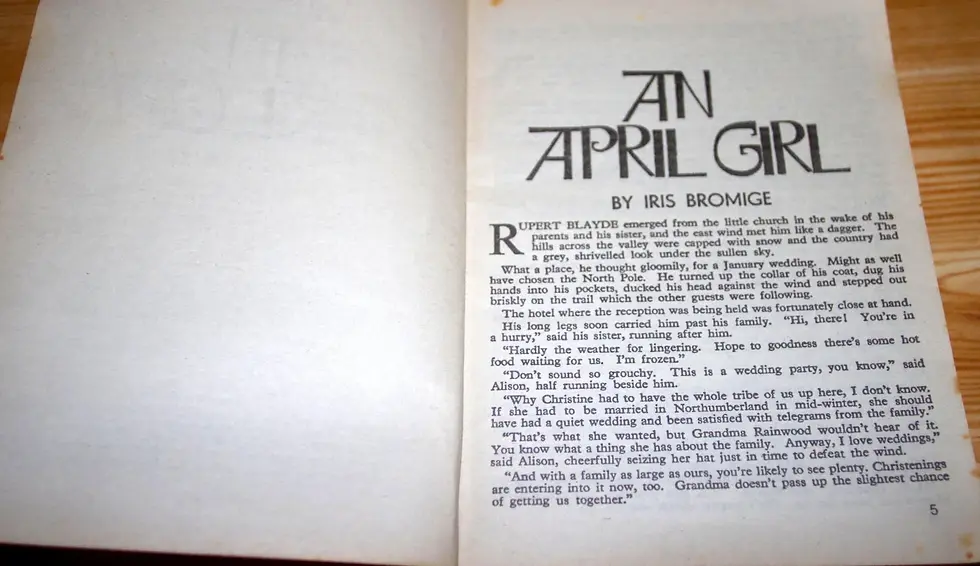 AN
APRIL GIRL
BY IRIS BROMIGE
RUPERT BLAYDE emerged from the little church in the wake of his
parents and his sister, and the east wind met him like a dagger. The
hills across the valley were capped with snow and the country had
a grey, shrivelled look under the sullen sky.
What a place, he thought gloomily, for a January wedding. Might as well
have chosen the North Pole. He turned up the collar of his coat, dug his
hands into his pockets, ducked his head against the wind and stepped out
briskly on the trail which the other guests were following.
The hotel where the reception was being held was fortunately close at hand.
His long legs soon carried him past his family. "Hi, there! You're in
a hurry," said his sister, running after him.
"Hardly the weather for lingering. Hope to goodness there's some hot
food waiting for us. I'm frozen."
"Don't sound so grouchy. This is a wedding party, you know," said
Alison, half running beside him.
"Why Christine had to have the whole tribe of us up here, I don't know.
If she had to be married in Northumberland in mid-winter, she should
have had a quiet wedding and been satisfied with telegrams from the family."
"That's what she wanted, but Grandma Rainwood wouldn't hear of it.
You know what a thing she has about the family. Anyway, I love weddings,"
said Alison, cheerfully seizing her hat just in time to defeat the wind.
"And with a family as large as ours, you're likely to see plenty. Christenings
are entering into it now, too. Grandma doesn't pass up the slightest chance
of getting us together."
5